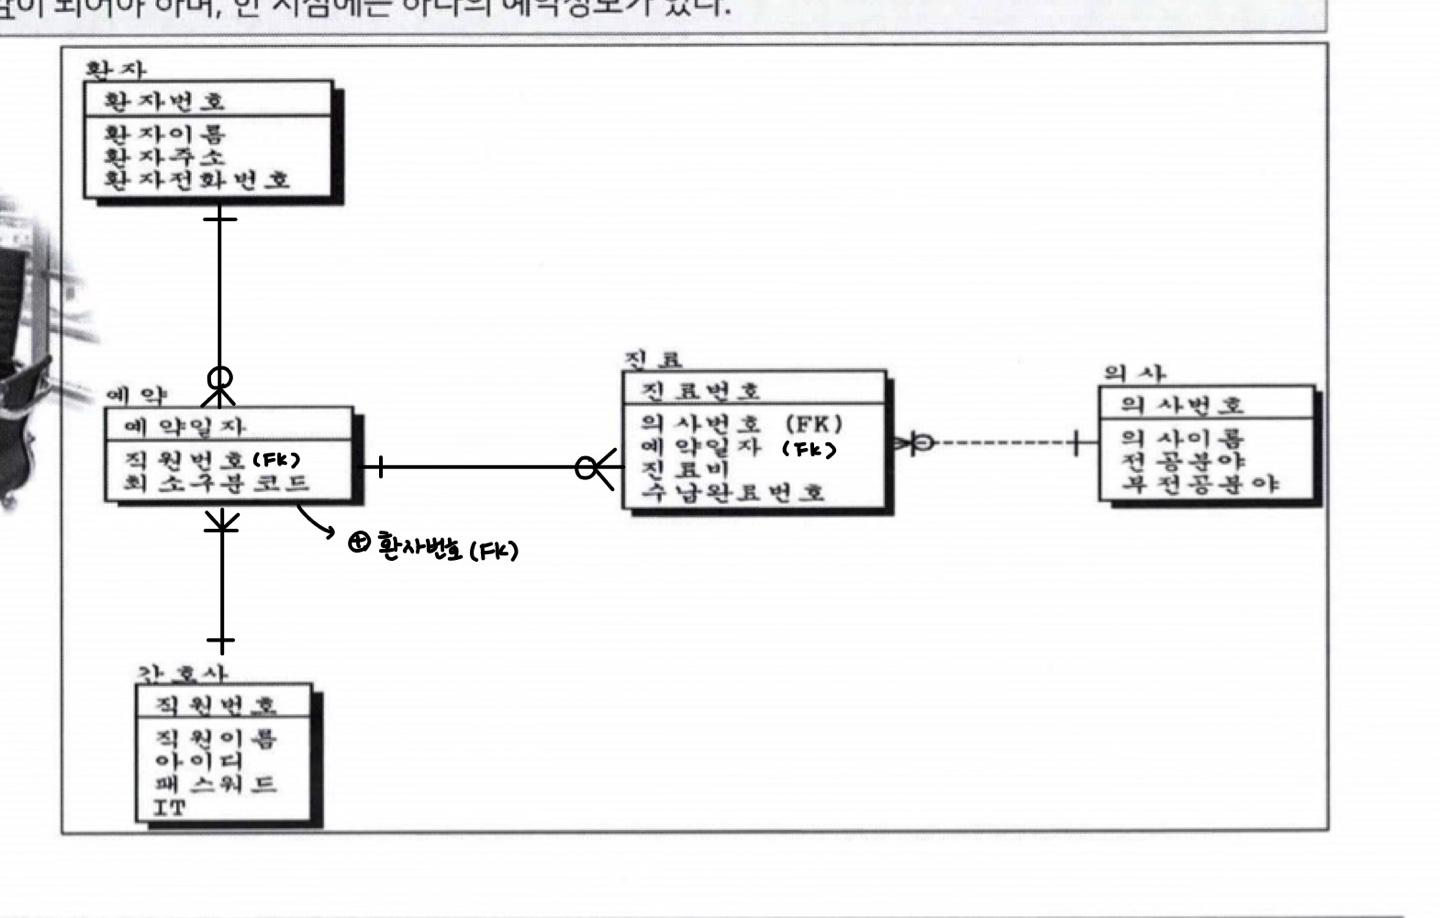 되어야 하며, 한 시점에는 하나의 예약정보가 있다.
환자
환자번호
환자이름
환자주소
환자전화번호
예약
예약일자
직원번호(FK)
취소구분코드
⊕ 환자번호(FK)
진료
진료번호
의사번호 (FK)
예약일자 (FK)
진료비
수납완료번호
의사
의사번호
의사이름
전공분야
부전공분야
간호사
직원번호
직원이름
아이디
패스워드
IT